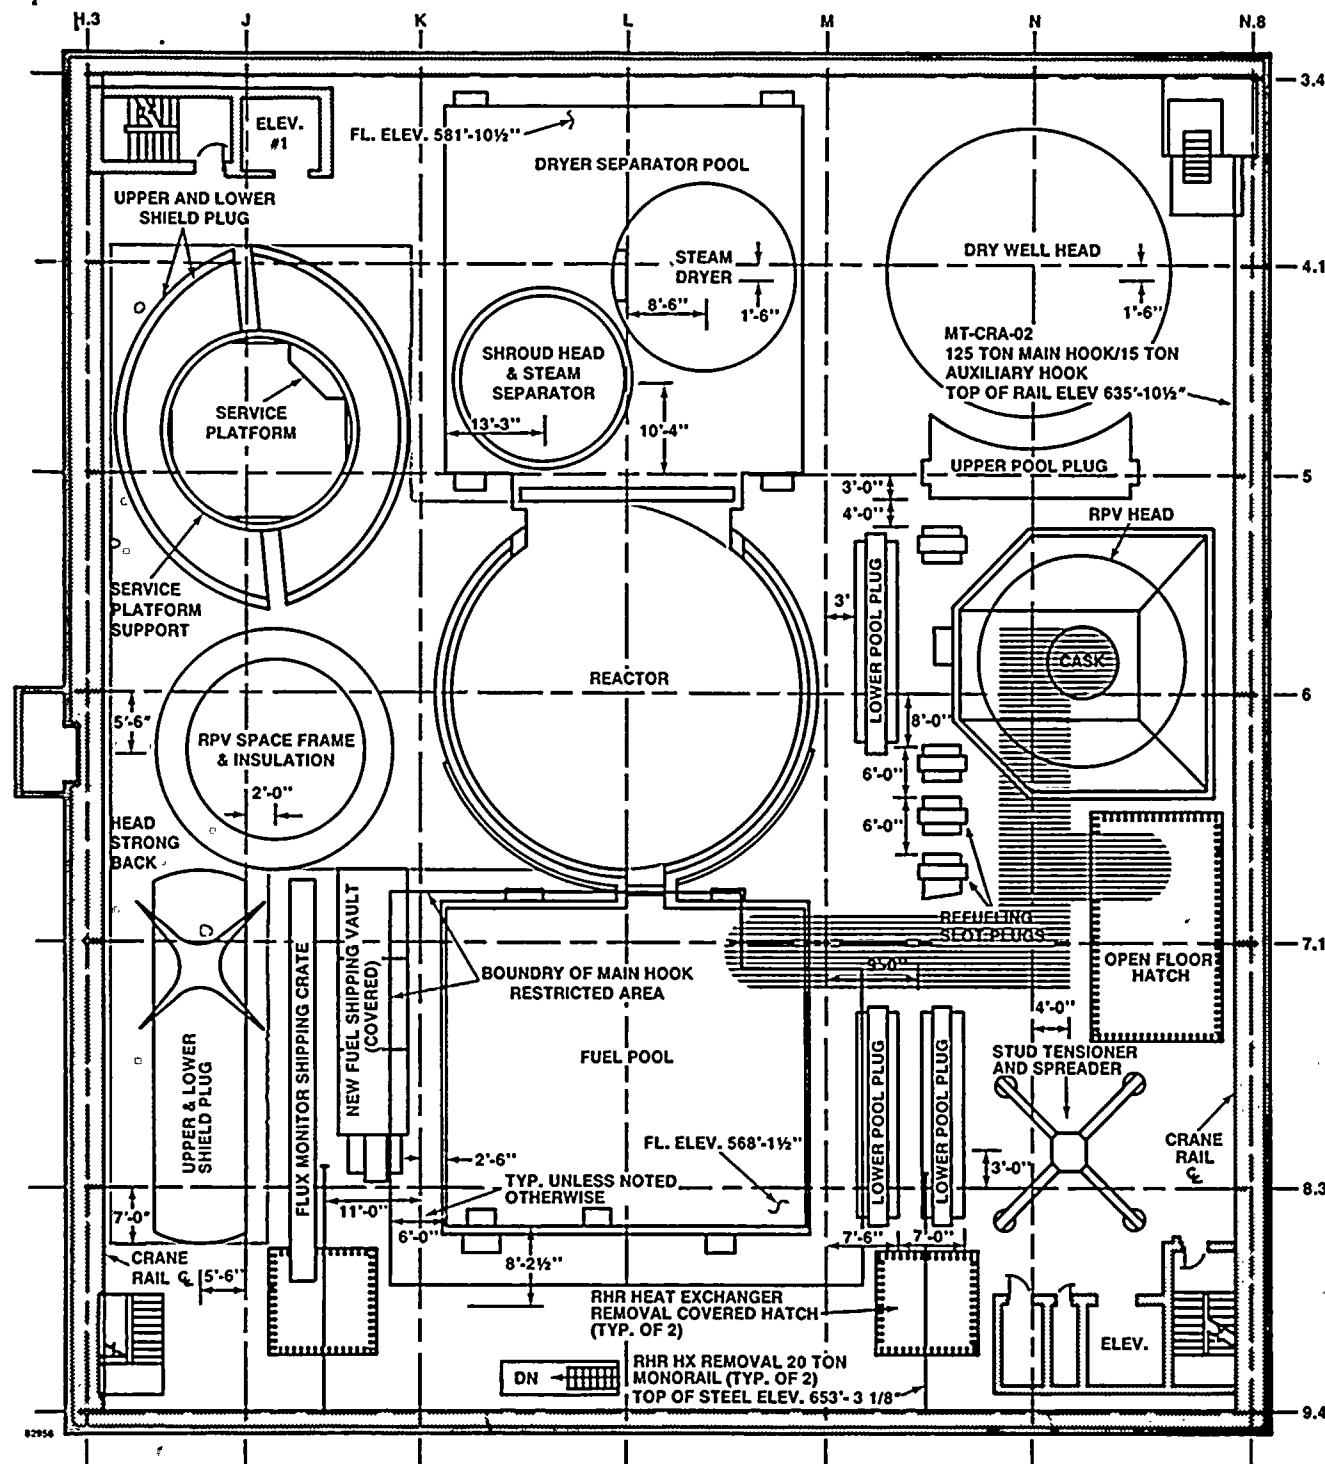 H.3 J K L M N N.8
3.4
ELEV.
#1
FL. ELEV. 581'-10½"
DRYER SEPARATOR POOL
UPPER AND LOWER
SHIELD PLUG
STEAM
DRYER
8'-6"
1'-6"
DRY WELL HEAD
4.1
1'-6"
MT-CRA-02
125 TON MAIN HOOK/15 TON
AUXILIARY HOOK
TOP OF RAIL ELEV 635'-10½"
SHROUD HEAD
& STEAM
SEPARATOR
13'-3"
10'-4"
SERVICE
PLATFORM
UPPER POOL PLUG
5
3'-0"
4'-0"
RPV HEAD
SERVICE
PLATFORM
SUPPORT
LOWER POOL PLUG
3'
CASK
REACTOR
6
5'-6"
8'-0"
RPV SPACE FRAME
& INSULATION
2'-0"
6'-0"
6'-0"
HEAD
STRONG
BACK
REFUELING
SLOT PLUGS
7.1
9'-0"
OPEN FLOOR
HATCH
BOUNDRY OF MAIN HOOK
RESTRICTED AREA
NEW FUEL SHIPPING VAULT
(COVERED)
FLUX MONITOR SHIPPING CRATE
UPPER & LOWER
SHIELD PLUG
FUEL POOL
4'-0"
STUD TENSIONER
AND SPREADER
LOWER POOL PLUG
LOWER POOL PLUG
CRANE
RAIL
℄
FL. ELEV. 568'-1½"
2'-6"
3'-0"
TYP. UNLESS NOTED
OTHERWISE
8.3
11'-0"
7'-0"
6'-0"
7'-6"
7'-0"
8'-2½"
CRANE
RAIL ℄
5'-6"
RHR HEAT EXCHANGER
REMOVAL COVERED HATCH
(TYP. OF 2)
ELEV.
DN
RHR HX REMOVAL 20 TON
MONORAIL (TYP. OF 2)
TOP OF STEEL ELEV. 653'- 3 1/8"
9.4
82956